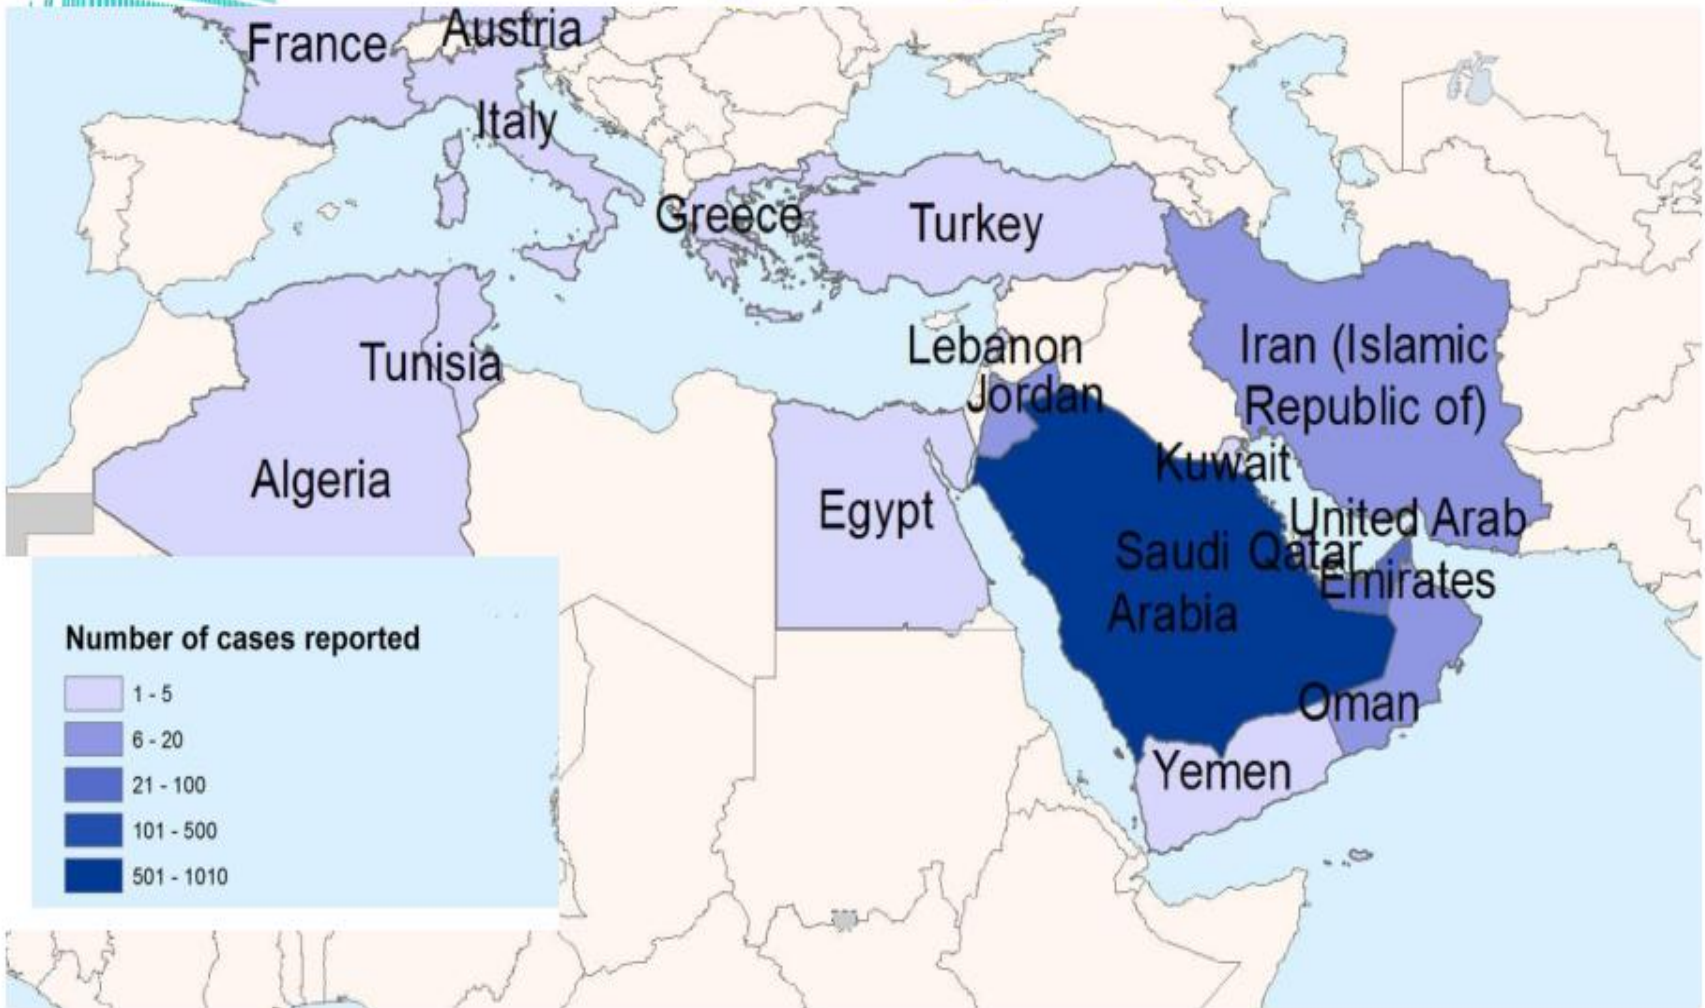 France
Austria
Italy
Greece
Turkey
Lebanon
Jordan
Iran (Islamic
Republic of)
Tunisia
Algeria
Egypt
Kuwait
United Arab
Emirates
Saudi
Arabia
Qatar
Oman
Yemen
Number of cases reported
1 - 5
6 - 20
21 - 100
101 - 500
501 - 1010